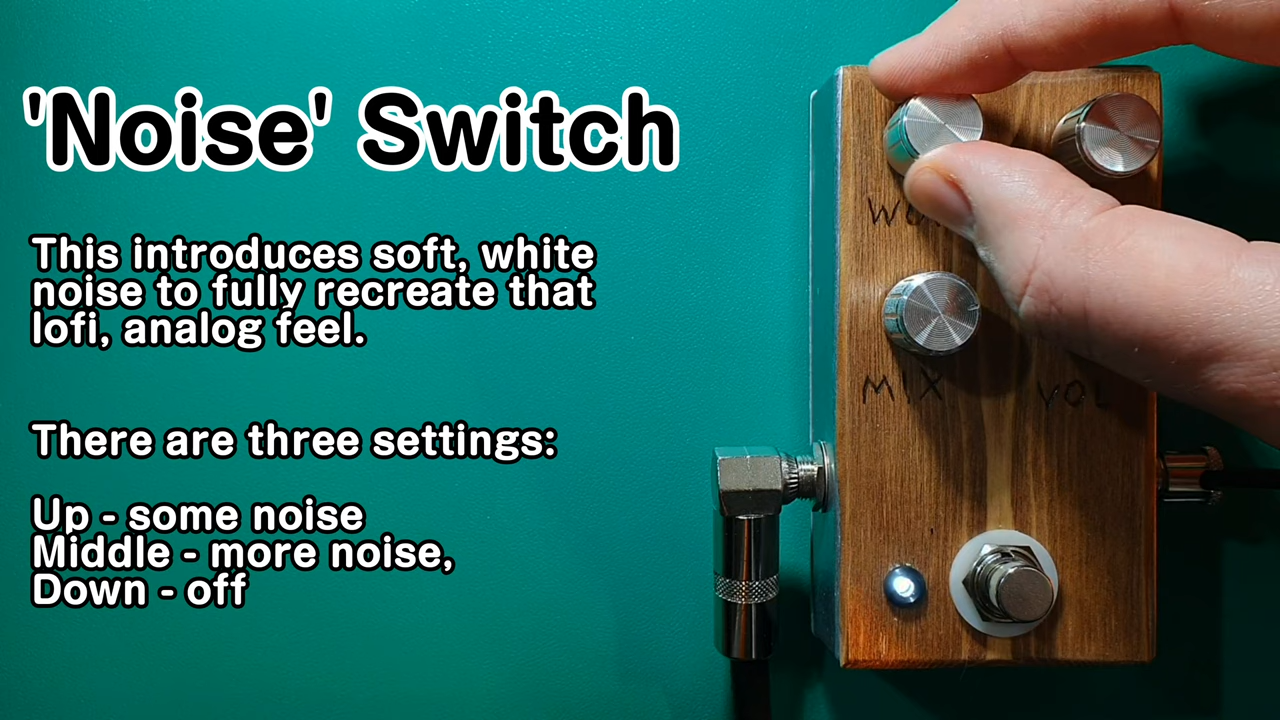 'Noise' Switch
This introduces soft, white
noise to fully recreate that
lofi, analog feel.
There are three settings:
Up - some noise
Middle - more noise,
Down - off
MIX
VOL